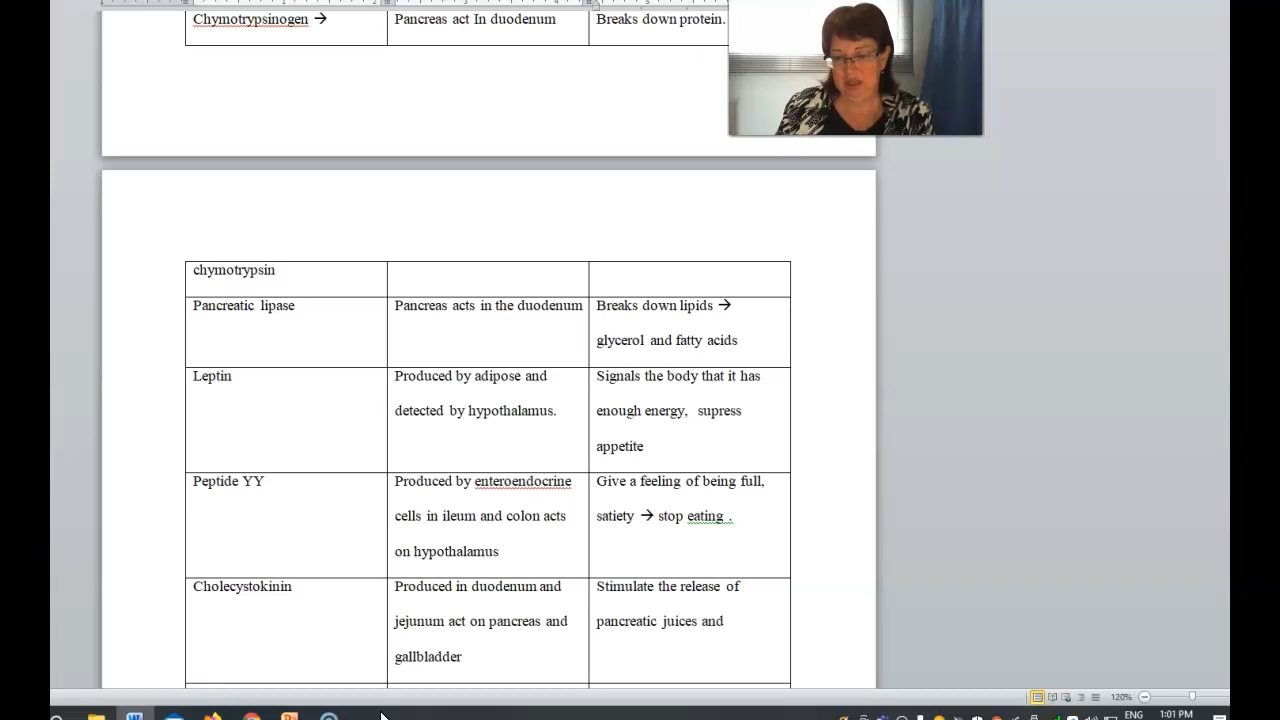 Chymotrypsinogen → Pancreas act In duodenum Breaks down protein.
chymotrypsin
Pancreatic lipase Pancreas acts in the duodenum Breaks down lipids →
glycerol and fatty acids
Leptin Produced by adipose and Signals the body that it has
detected by hypothalamus. enough energy, supress
appetite
Peptide YY Produced by enteroendocrine Give a feeling of being full,
cells in ileum and colon acts satiety → stop eating .
on hypothalamus
Cholecystokinin Produced in duodenum and Stimulate the release of
jejunum act on pancreas and pancreatic juices and
gallbladder
120%
ENG 1:01 PM